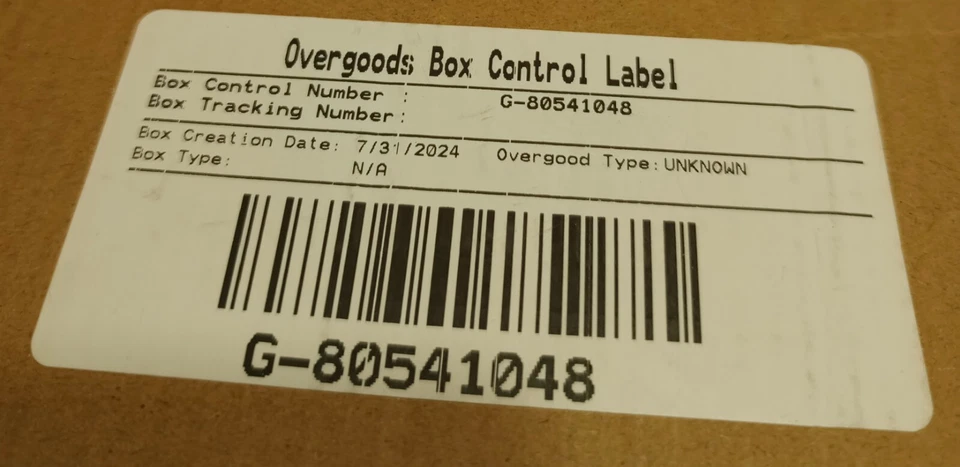 Overgoods Box Control Label
Box Control Number : G-80541048
Box Tracking Number:
Box Creation Date: 7/31/2024 Overgood Type: UNKNOWN
Box Type: N/A
G-80541048